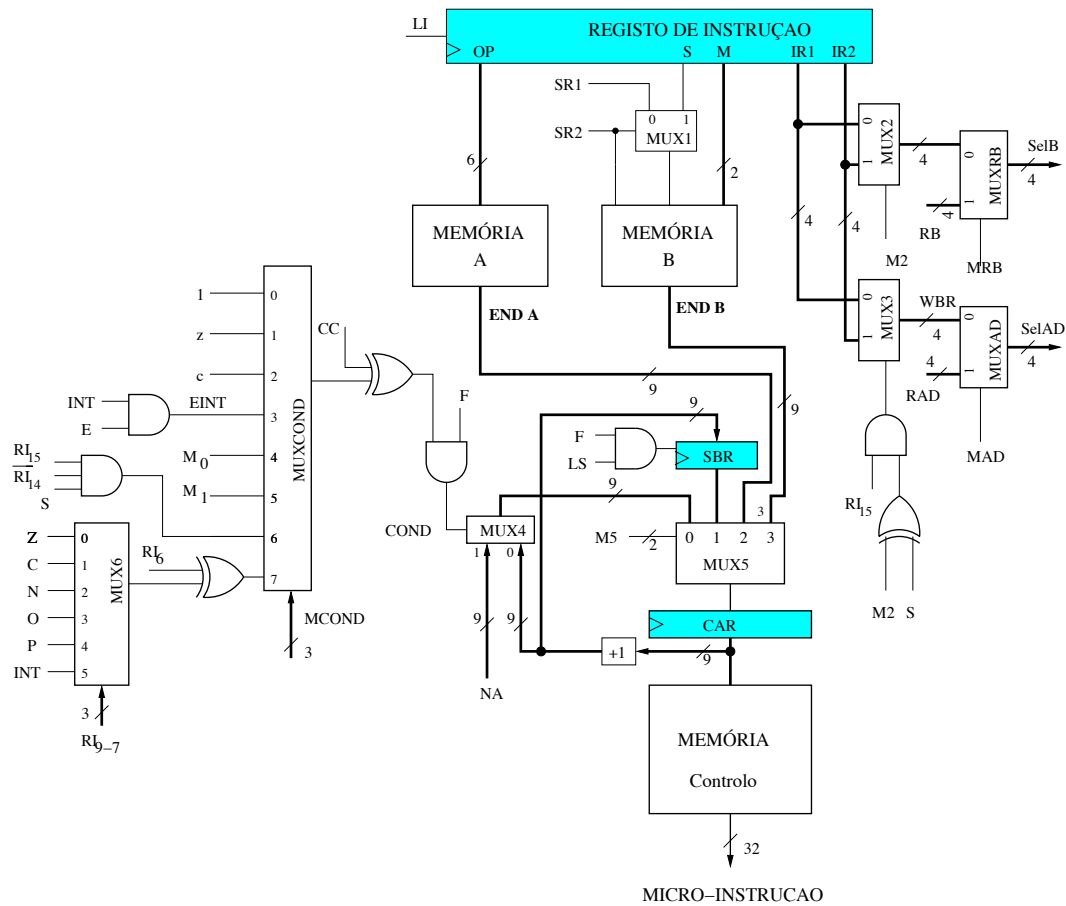 LI
REGISTO DE INSTRUÇAO
OP S M IR1 IR2
SR1
0 1
SR2
MUX1
6
2
MEMÓRIA
A
MEMÓRIA
B
END A
END B
4
4
0
1
MUX2
4
M2
0
1
MUXRB
SelB
4
4
RB
MRB
0
1
MUX3
WBR
4
0
1
MUXAD
SelAD
4
4
RAD
MAD
RI15
M2 S
1
z
c
INT
E
EINT
RI15
RI14
S
M0
M1
0
1
2
3
4
5
6
7
MUXCOND
MCOND
3
CC
F
Z
C
N
O
P
INT
0
1
2
3
4
5
MUX6
3
RI9−7
RI6
COND
MUX4
1 0
9
9
NA
9
9
9
9
F
LS
SBR
3
M5
2
0 1 2 3
MUX5
CAR
+1
9
MEMÓRIA
Controlo
32
MICRO−INSTRUCAO